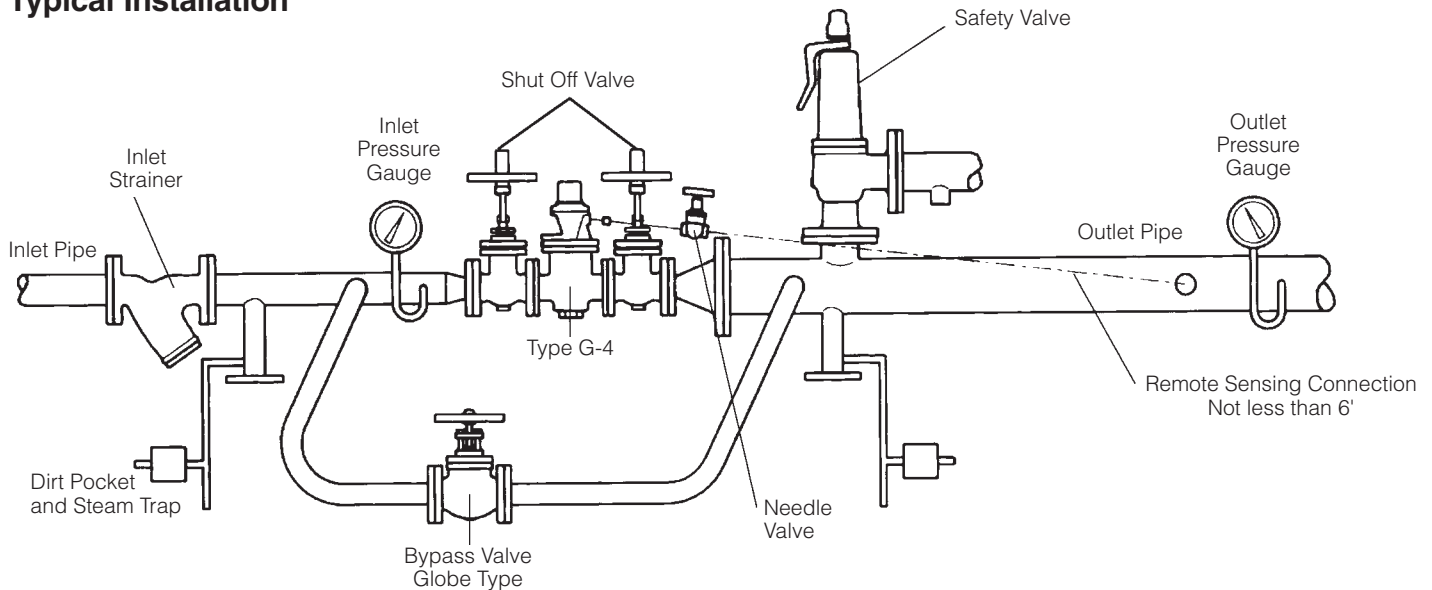 Typical Installation
Safety Valve
Shut Off Valve
Inlet
Pressure
Gauge
Outlet
Pressure
Gauge
Inlet
Strainer
Inlet Pipe
Outlet Pipe
Type G-4
Remote Sensing Connection
Not less than 6'
Dirt Pocket
and Steam Trap
Needle
Valve
Bypass Valve
Globe Type